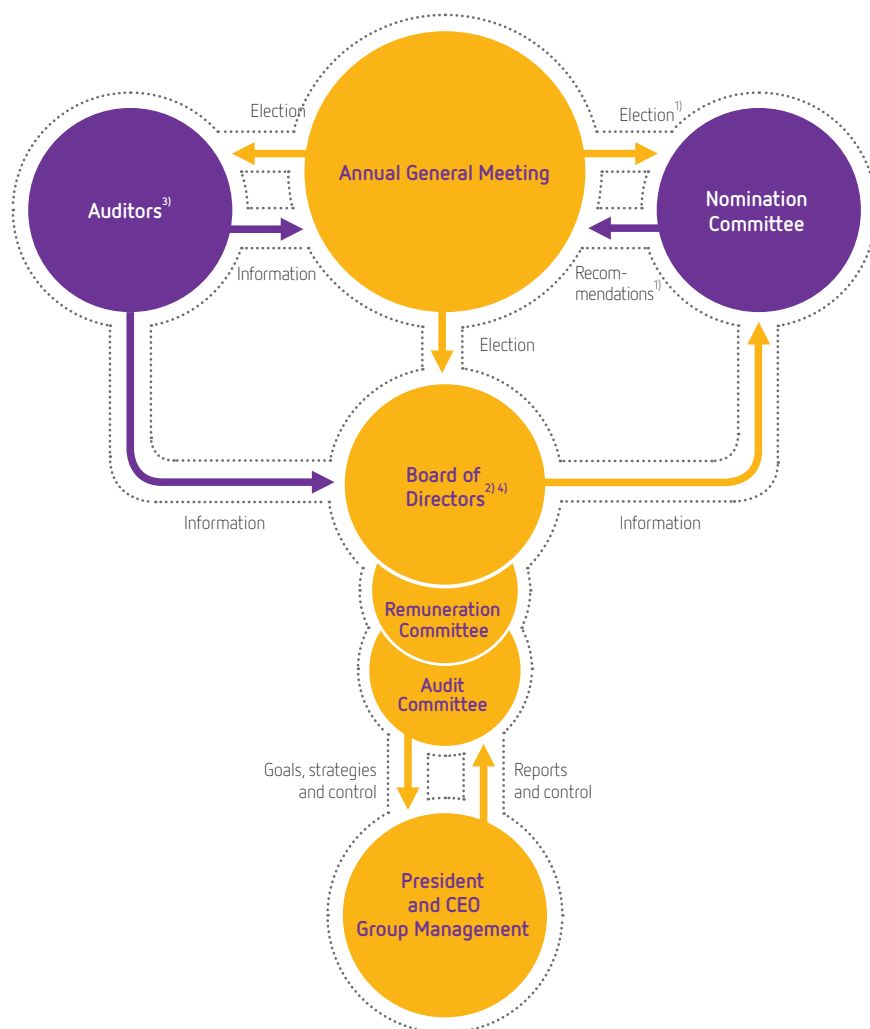 Election
Election1)
Annual General Meeting
Auditors3)
Nomination
Committee
Information
Recom-
mendations1)
Election
Board of
Directors2) 4)
Information
Information
Remuneration
Committee
Audit
Committee
Goals, strategies
and control
Reports
and control
President
and CEO
Group Management